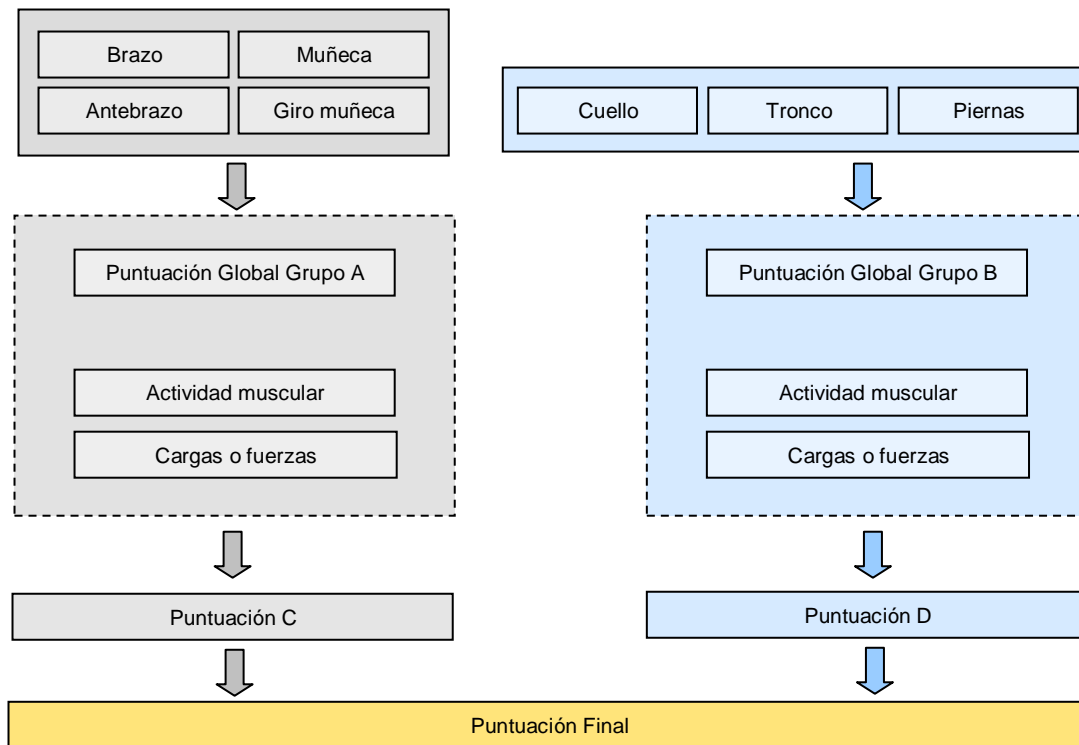 Brazo
Muñeca
Antebrazo
Giro muñeca
Cuello
Tronco
Piernas
Puntuación Global Grupo A
Puntuación Global Grupo B
Actividad muscular
Actividad muscular
Cargas o fuerzas
Cargas o fuerzas
Puntuación C
Puntuación D
Puntuación Final